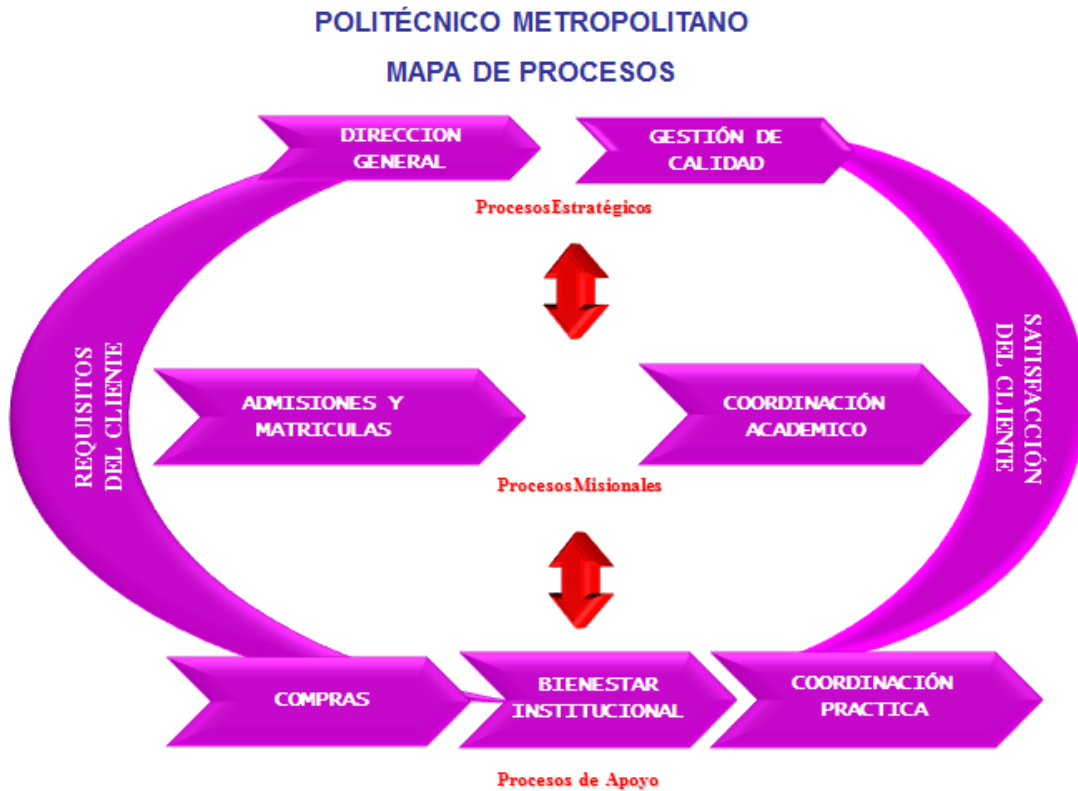 POLITÉCNICO METROPOLITANO
MAPA DE PROCESOS
DIRECCION
GENERAL
GESTIÓN DE
CALIDAD
ProcesosEstratégicos
REQUISITOS
DEL CLIENTE
ADMISIONES Y
MATRICULAS
COORDINACIÓN
ACADEMICO
SATISFACCIÓN
DEL CLIENTE
ProcesosMisionales
COMPRAS
BIENESTAR
INSTITUCIONAL
COORDINACIÓN
PRACTICA
Procesos de Apoyo